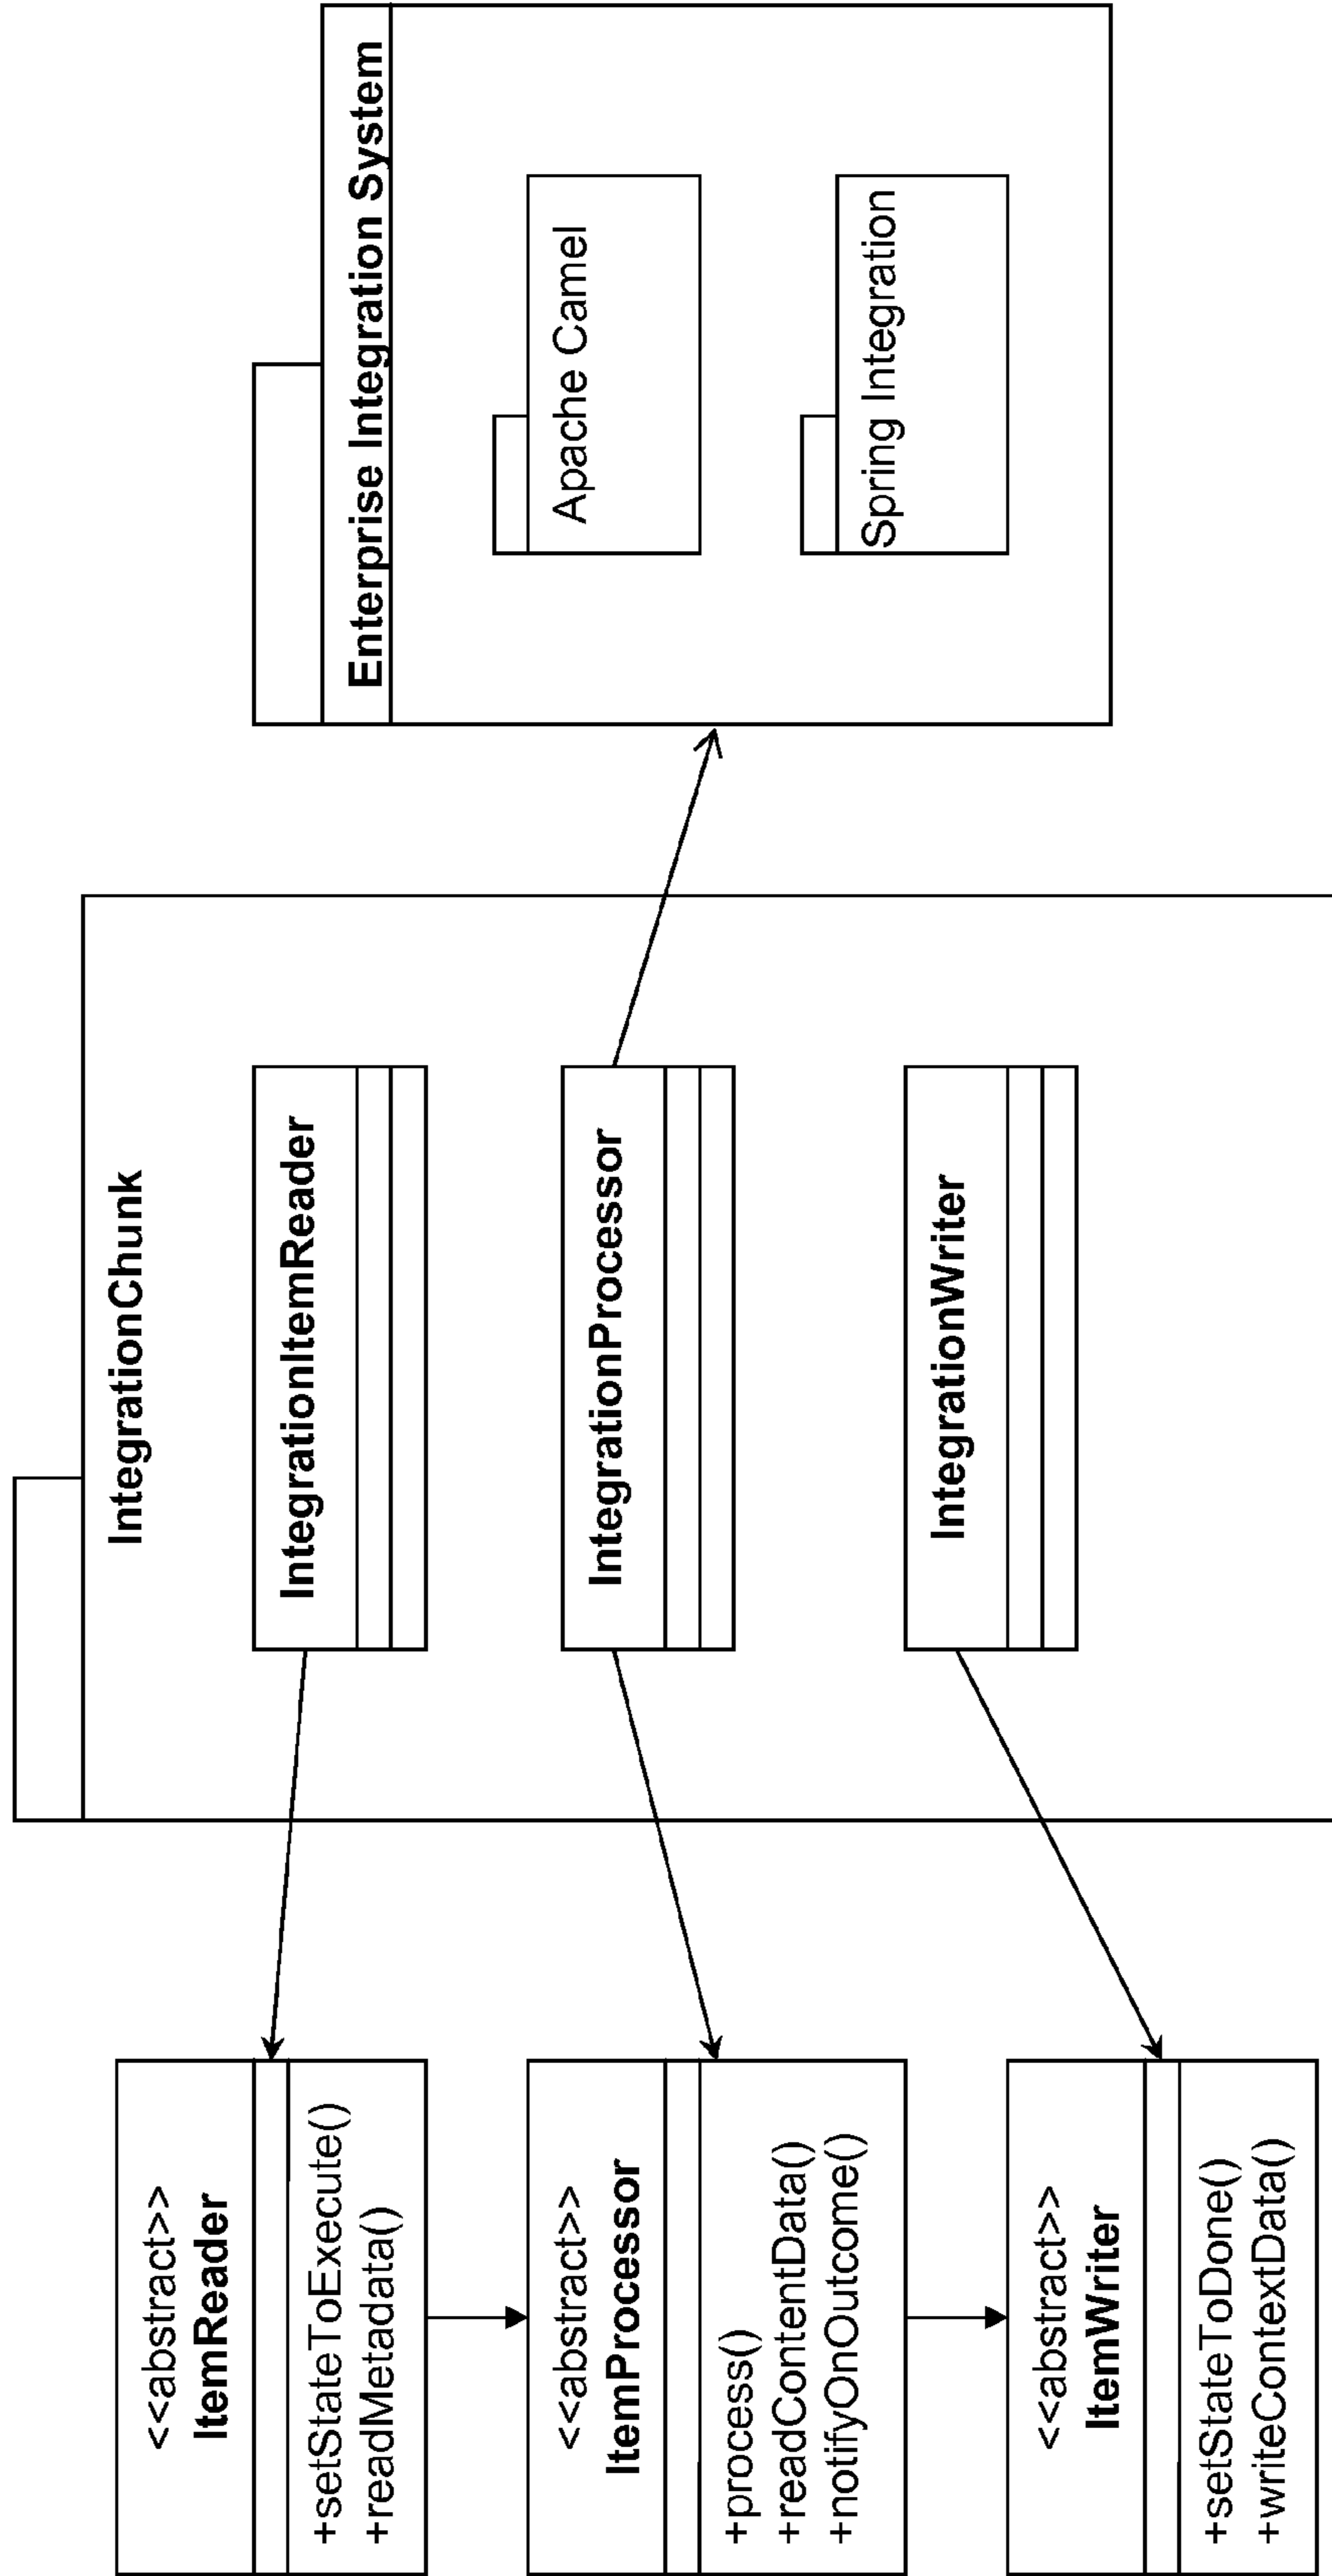 <<abstract>>
ItemReader
+setStateToExecute()
+readMetadata()
<<abstract>>
ItemProcessor
+process()
+readContentData()
+notifyOnOutcome()
<<abstract>>
ItemWriter
+setStateToDone()
+writeContextData()
IntegrationChunk
IntegrationItemReader
IntegrationProcessor
IntegrationWriter
Enterprise Integration System
Apache Camel
Spring Integration